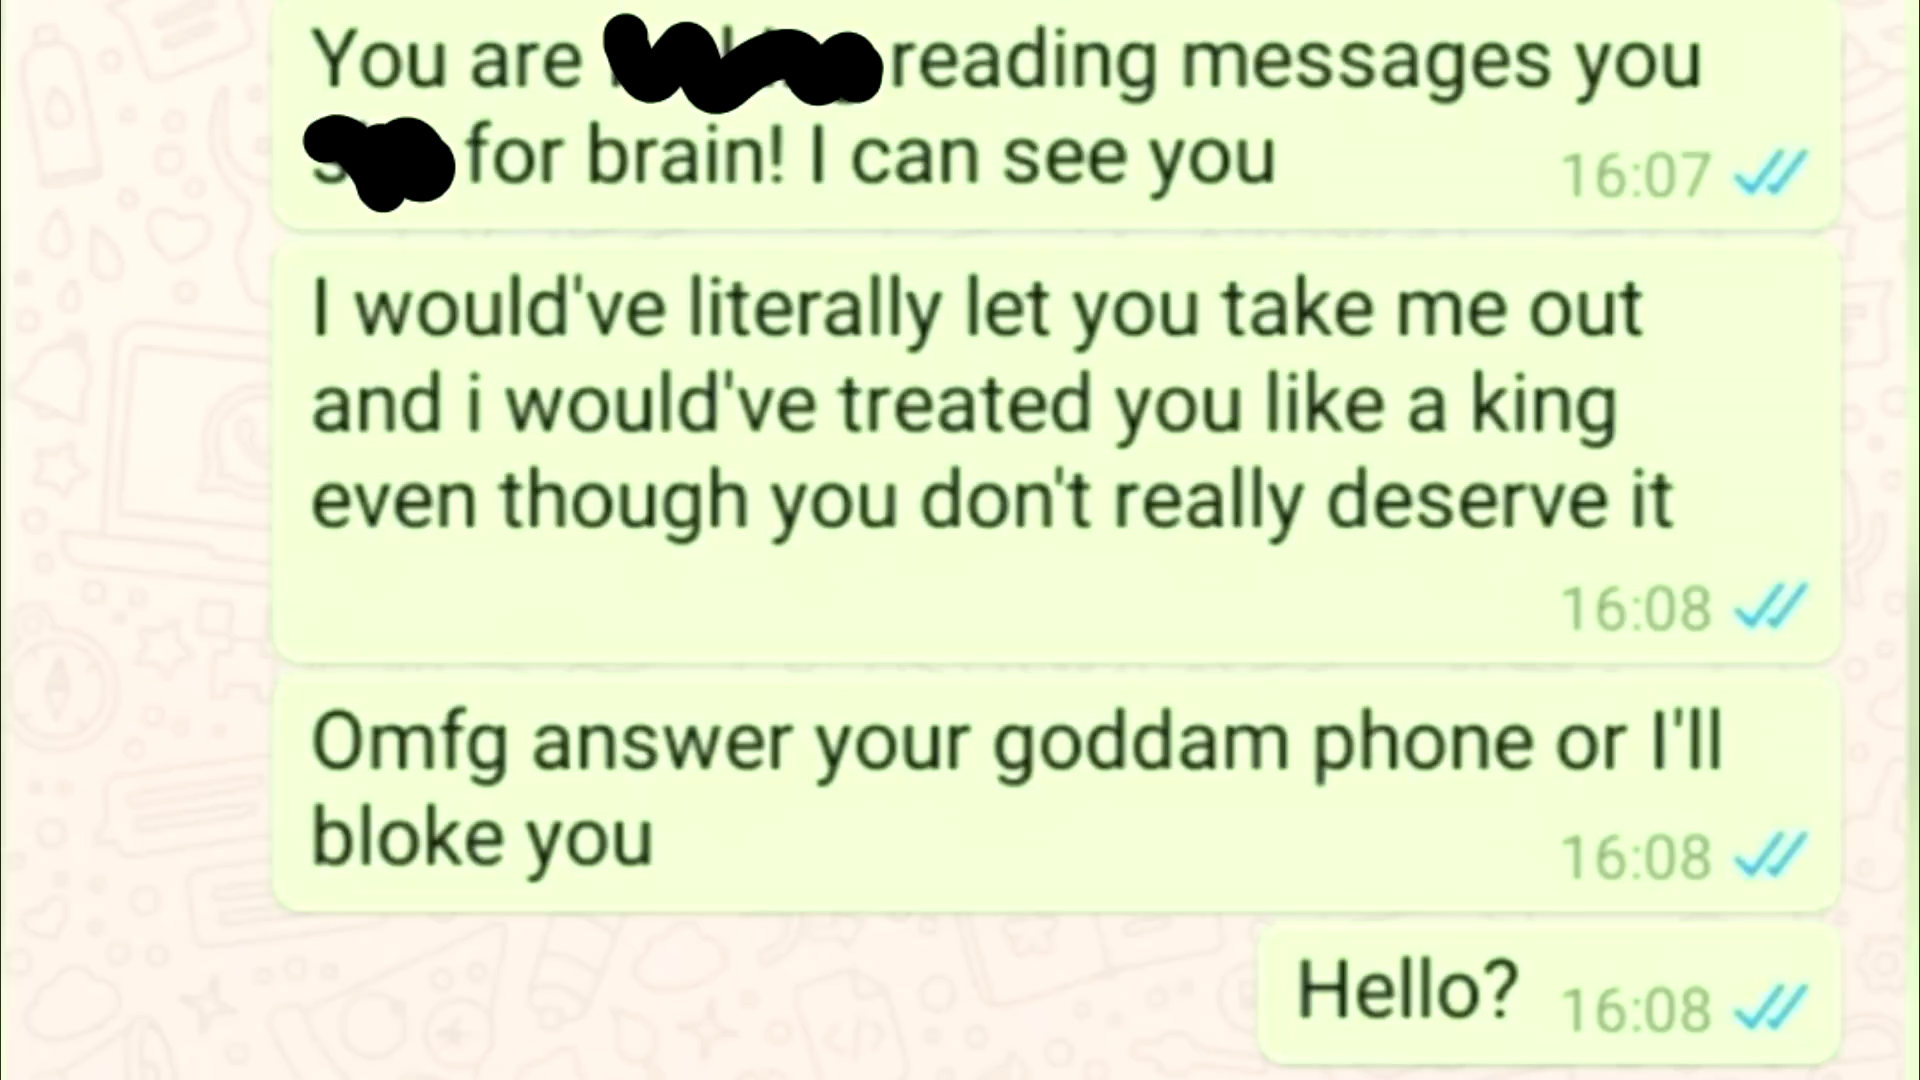 You are reading messages you
for brain! I can see you
16:07
I would've literally let you take me out
and i would've treated you like a king
even though you don't really deserve it
16:08
Omfg answer your goddam phone or I'll
bloke you
16:08
Hello?
16:08